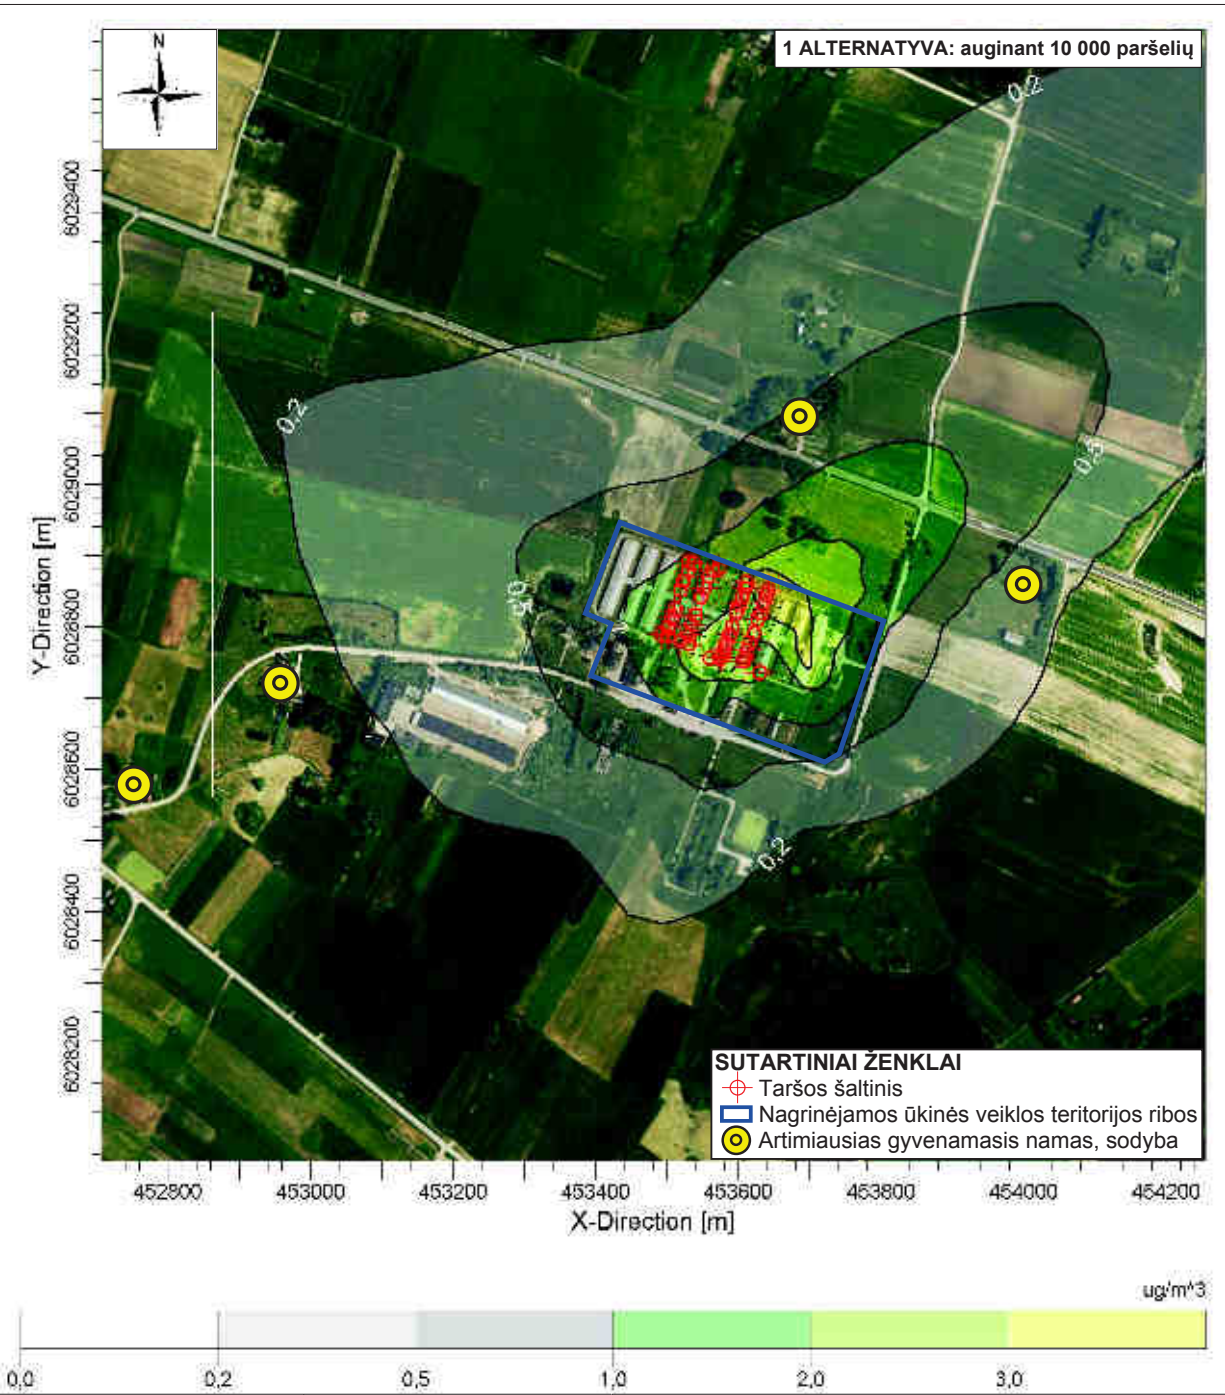 N
1 ALTERNATYVA: auginant 10 000 paršelių
0.2
0.2
0.5
0.5
0.2
Y-Direction [m]
6029400
6029200
6029000
6028800
6028600
6028400
6028200
SUTARTINIAI ŽENKLAI
Taršos šaltinis
Nagrinėjamos ūkinės veiklos teritorijos ribos
Artimiausias gyvenamasis namas, sodyba
452800 453000 453200 453400 453600 453800 454000 454200
X-Direction [m]
ug/m^3
0,0 0,2 0,5 1,0 2,0 3,0